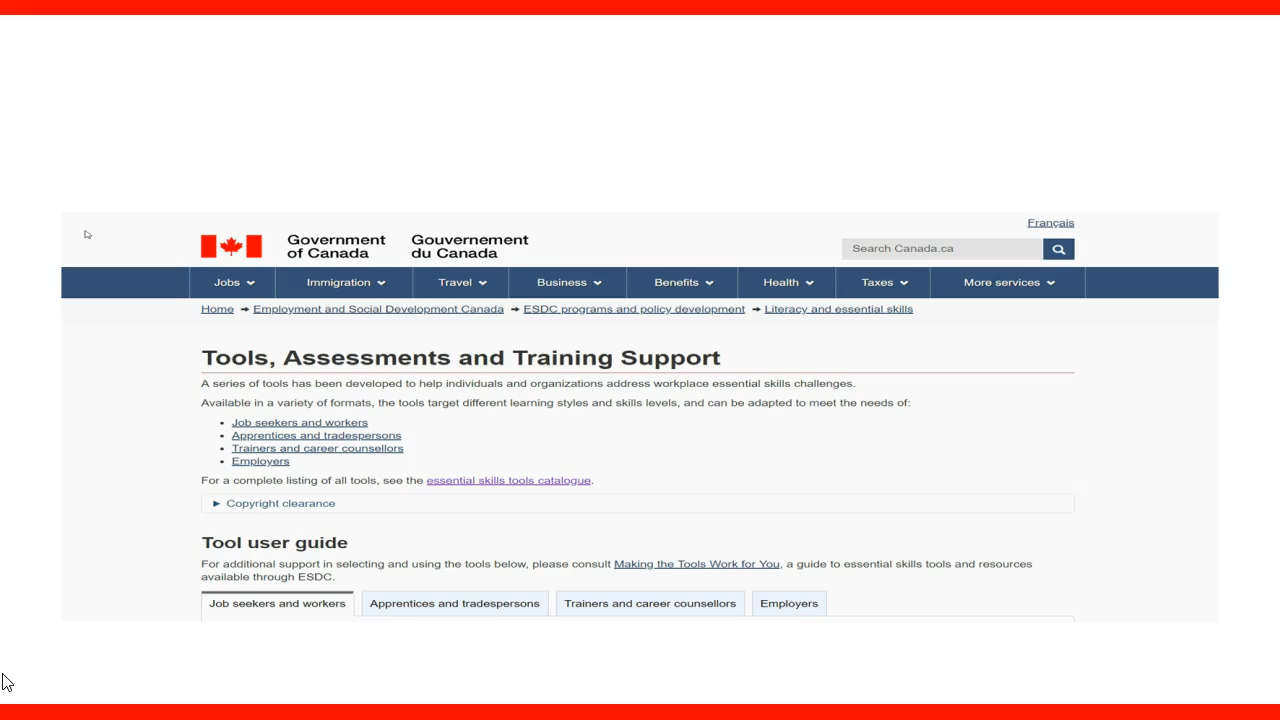 Français
Government of Canada
Gouvernement du Canada
Search Canada.ca
Jobs Immigration Travel Business Benefits Health Taxes More services
Home → Employment and Social Development Canada → ESDC programs and policy development → Literacy and essential skills
Tools, Assessments and Training Support
A series of tools has been developed to help individuals and organizations address workplace essential skills challenges.
Available in a variety of formats, the tools target different learning styles and skills levels, and can be adapted to meet the needs of:
• Job seekers and workers
• Apprentices and tradespersons
• Trainers and career counsellors
• Employers
For a complete listing of all tools, see the essential skills tools catalogue.
► Copyright clearance
Tool user guide
For additional support in selecting and using the tools below, please consult Making the Tools Work for You, a guide to essential skills tools and resources
available through ESDC.
Job seekers and workers Apprentices and tradespersons Trainers and career counsellors Employers